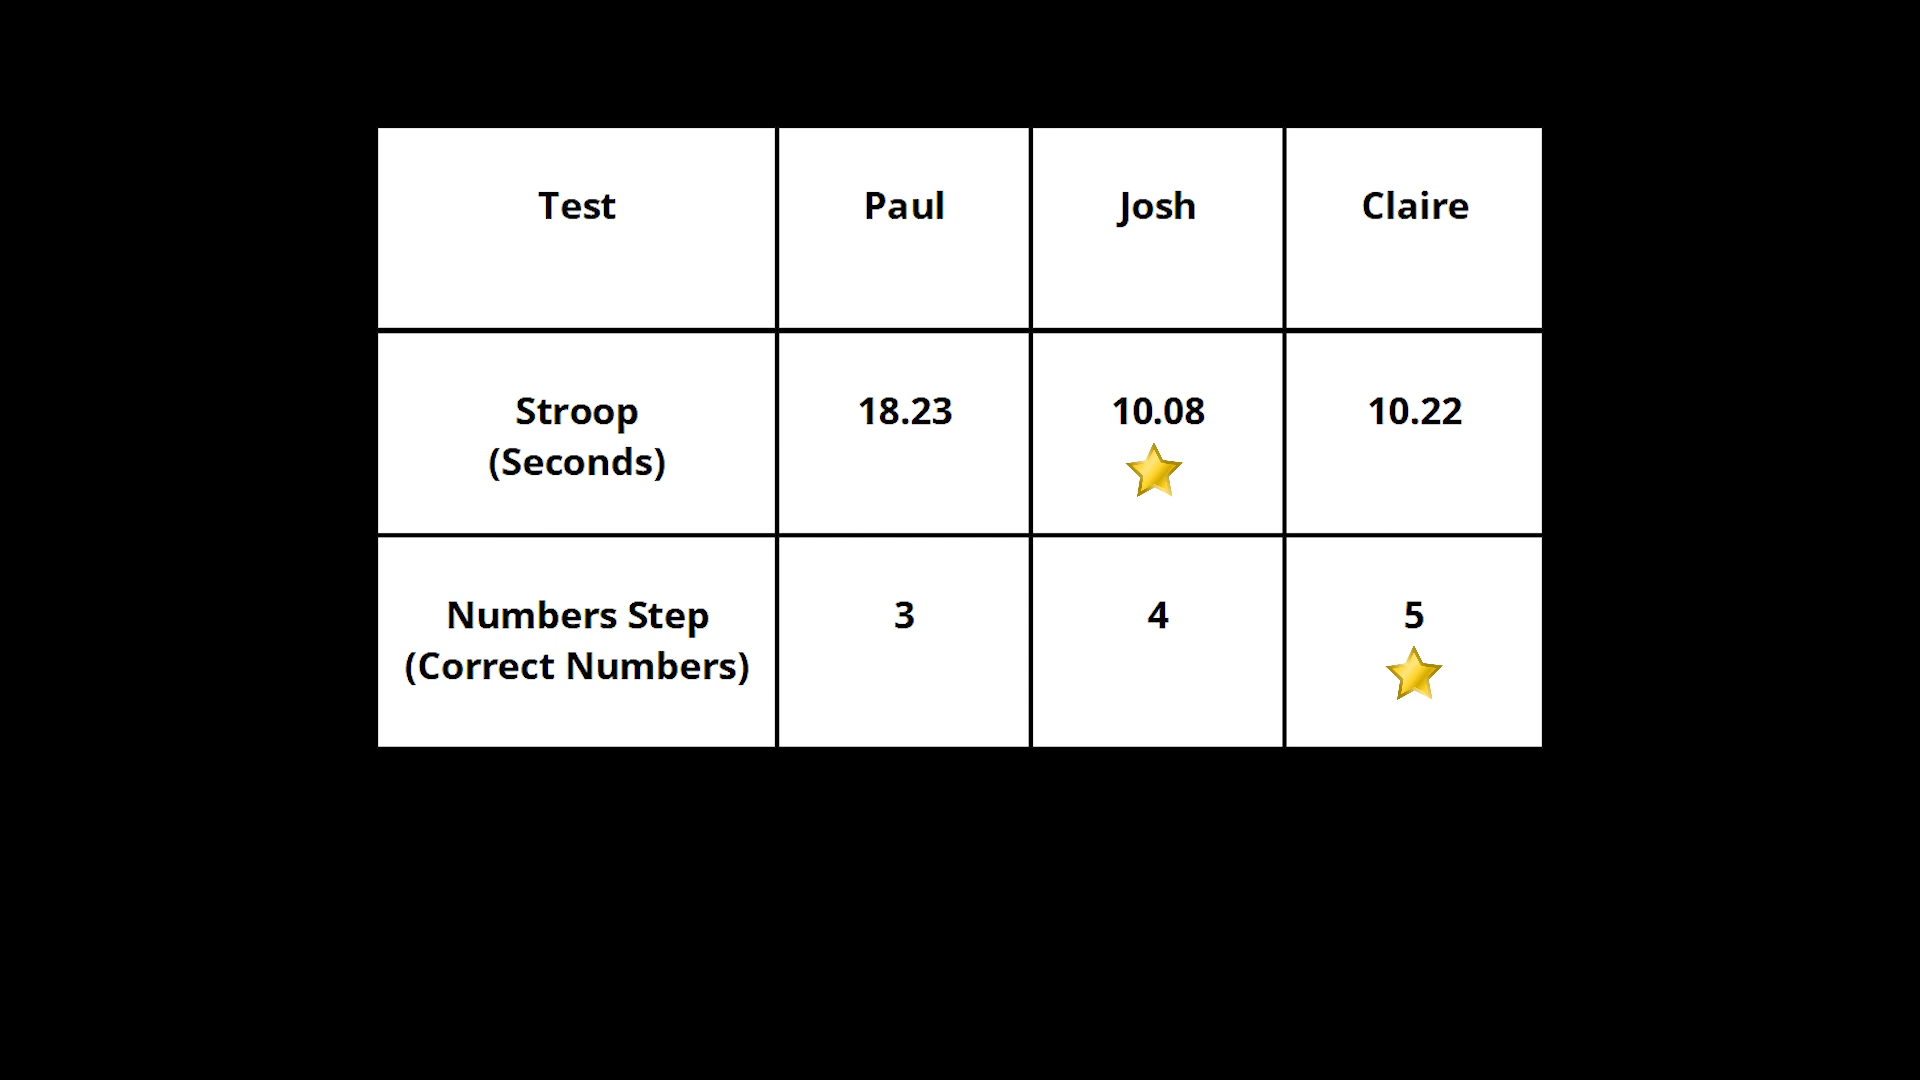 Test Paul Josh Claire
Stroop
(Seconds)
18.23 10.08 10.22
Numbers Step
(Correct Numbers)
3 4 5